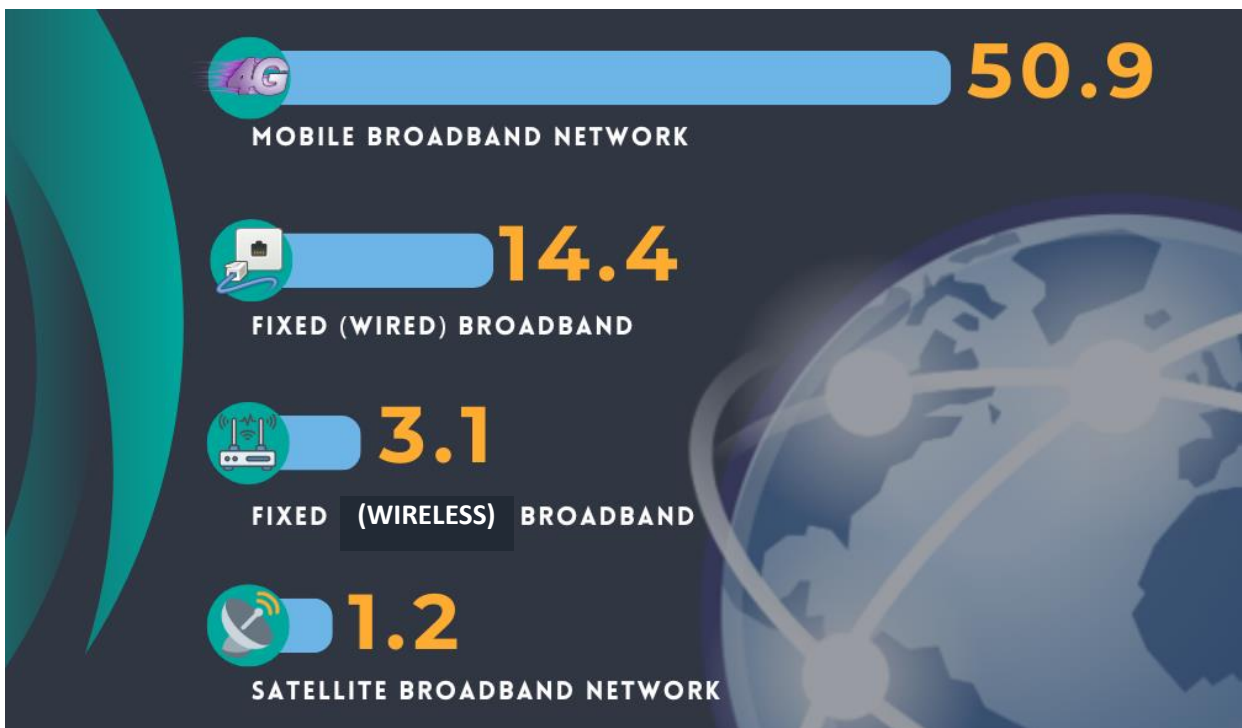 4G
50.9
MOBILE BROADBAND NETWORK
14.4
FIXED (WIRED) BROADBAND
3.1
FIXED (WIRELESS) BROADBAND
1.2
SATELLITE BROADBAND NETWORK